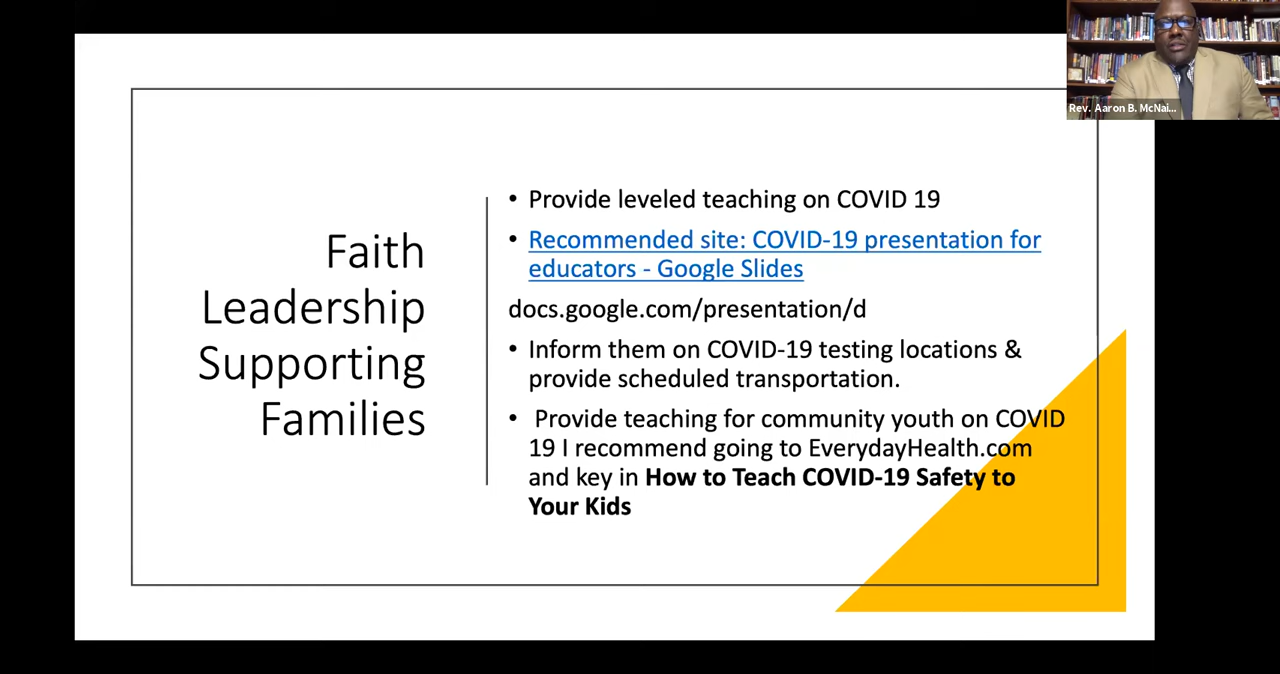 Rev. Aaron B. McNai...
Faith
Leadership
Supporting
Families
• Provide leveled teaching on COVID 19
• Recommended site: COVID-19 presentation for
educators - Google Slides
docs.google.com/presentation/d
• Inform them on COVID-19 testing locations &
provide scheduled transportation.
• Provide teaching for community youth on COVID
19 I recommend going to EverydayHealth.com
and key in How to Teach COVID-19 Safety to
Your Kids